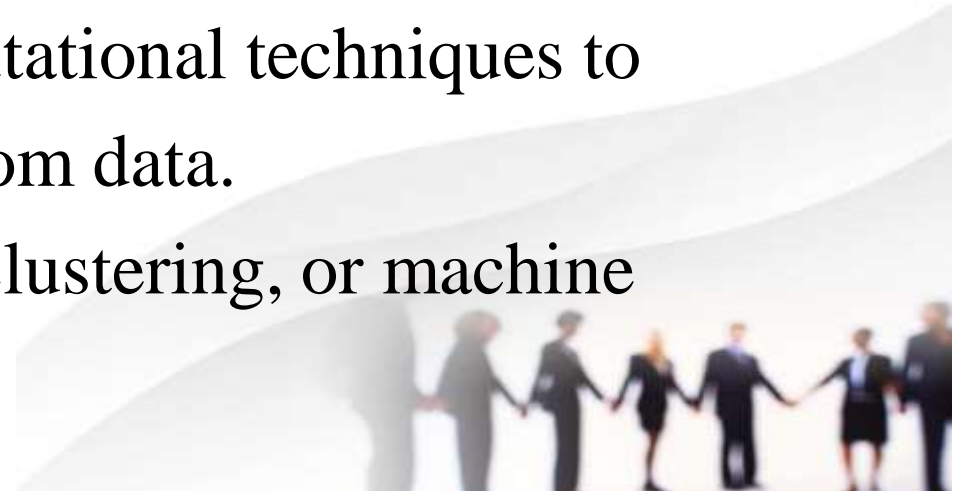 tational techniques to
om data.
lustering, or machine